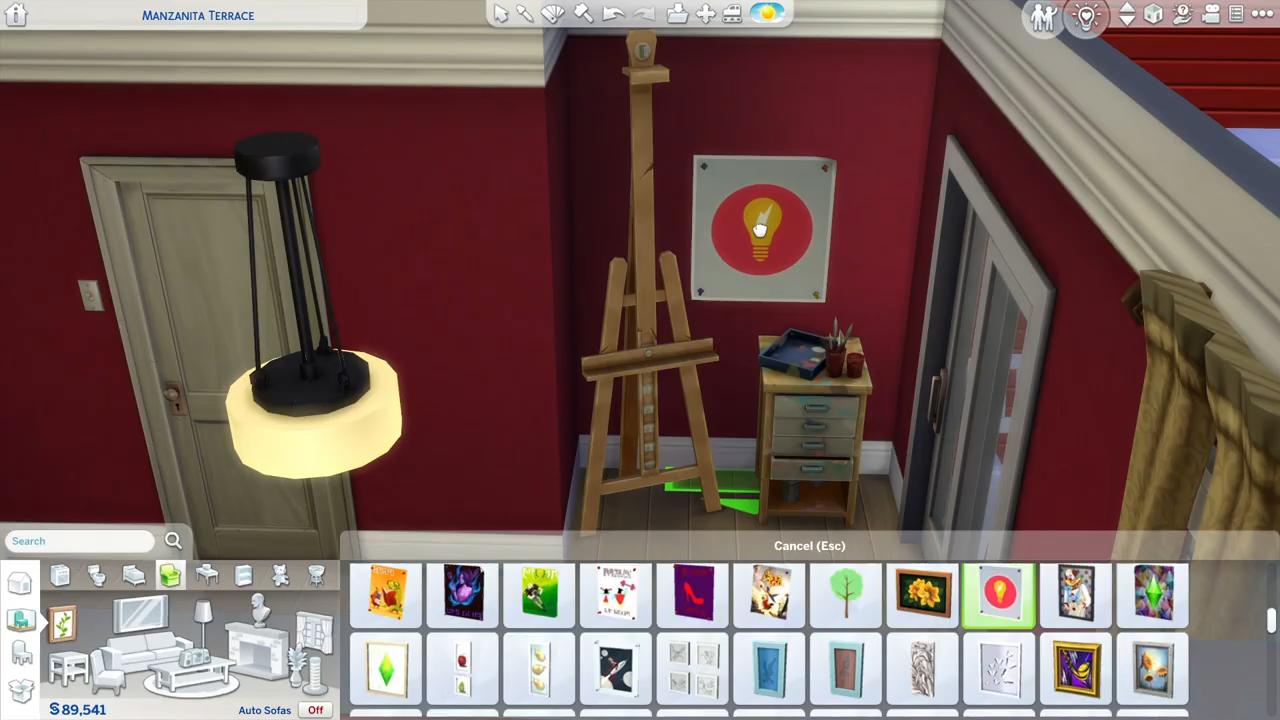 MANZANITA TERRACE
Cancel (Esc)
Search
§89,541
Auto Sofas
Off